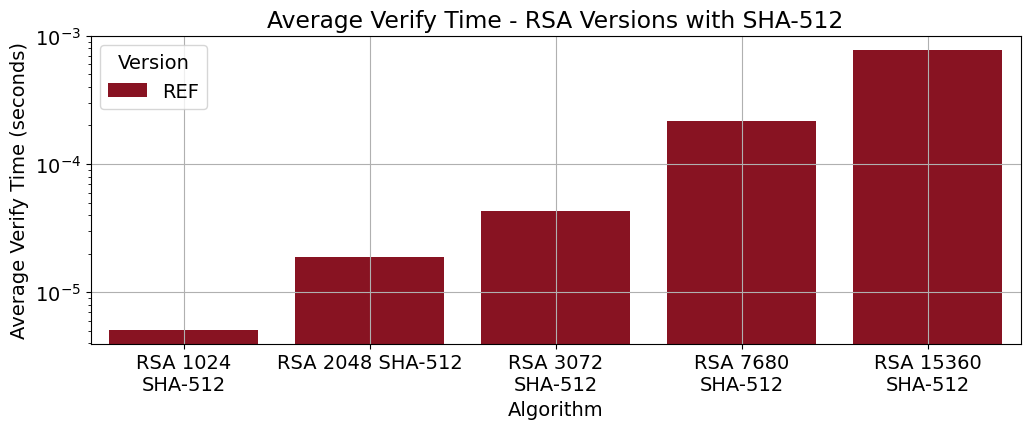 Average Verify Time - RSA Versions with SHA-512
Average Verify Time (seconds)
10⁻³
10⁻⁴
10⁻⁵
Version
REF
RSA 1024
SHA-512
RSA 2048 SHA-512
RSA 3072
SHA-512
RSA 7680
SHA-512
RSA 15360
SHA-512
Algorithm